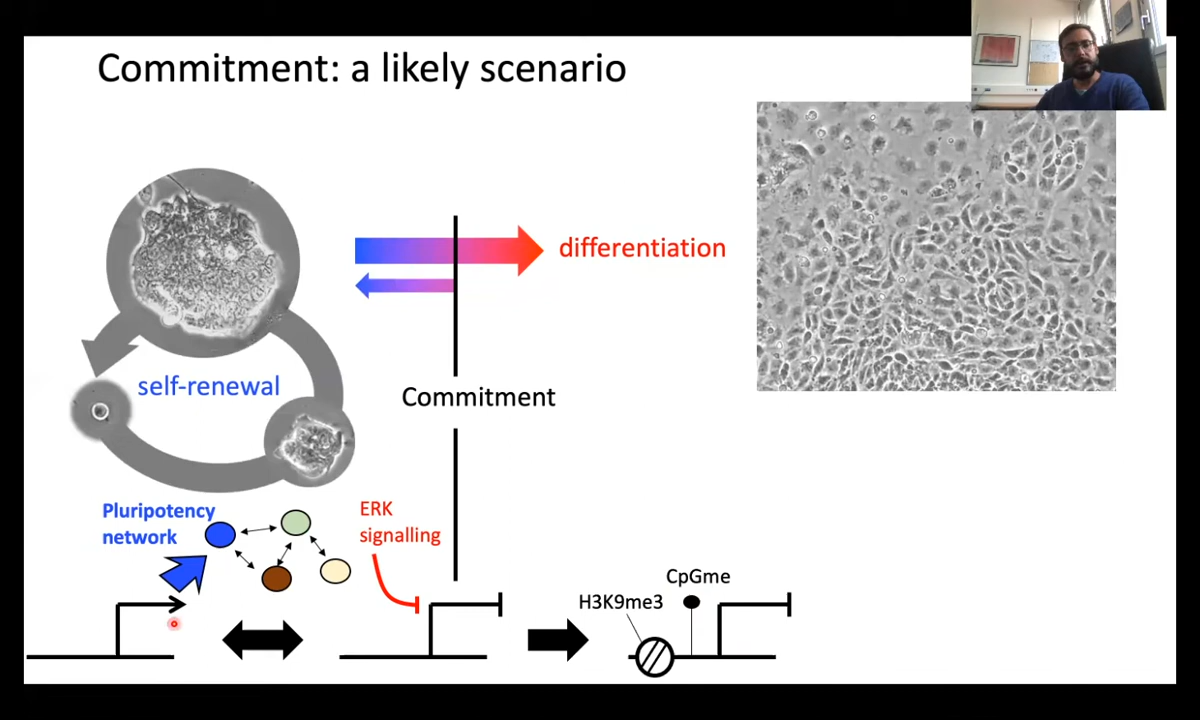 Commitment: a likely scenario
differentiation
self-renewal
Commitment
Pluripotency
network
ERK
signalling
CpGme
H3K9me3